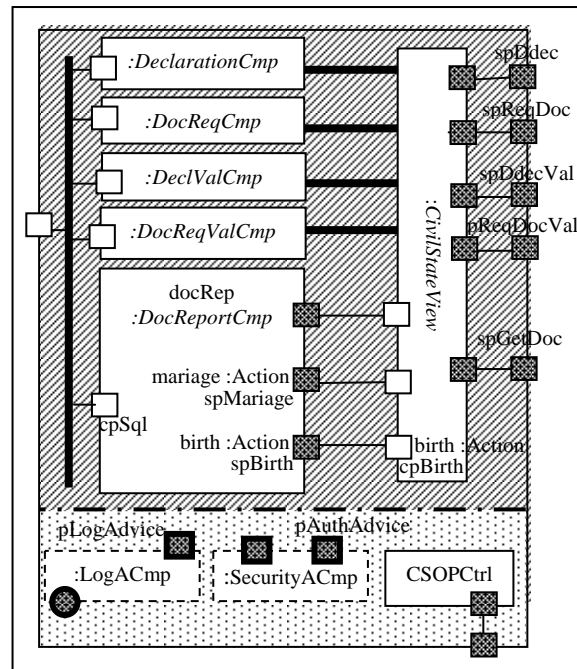 :DeclarationCmp
spDdec
:DocReqCmp
spReqDoc
:DeclValCmp
spDdecVal
:DocReqValCmp
pReqDocVal
:CivilStateView
docRep
:DocReportCmp
spGetDoc
mariage :Action
spMariage
cpSql
birth :Action
spBirth
birth :Action
cpBirth
pLogAdvice
pAuthAdvice
:LogACmp
:SecurityACmp
CSOPCtrl